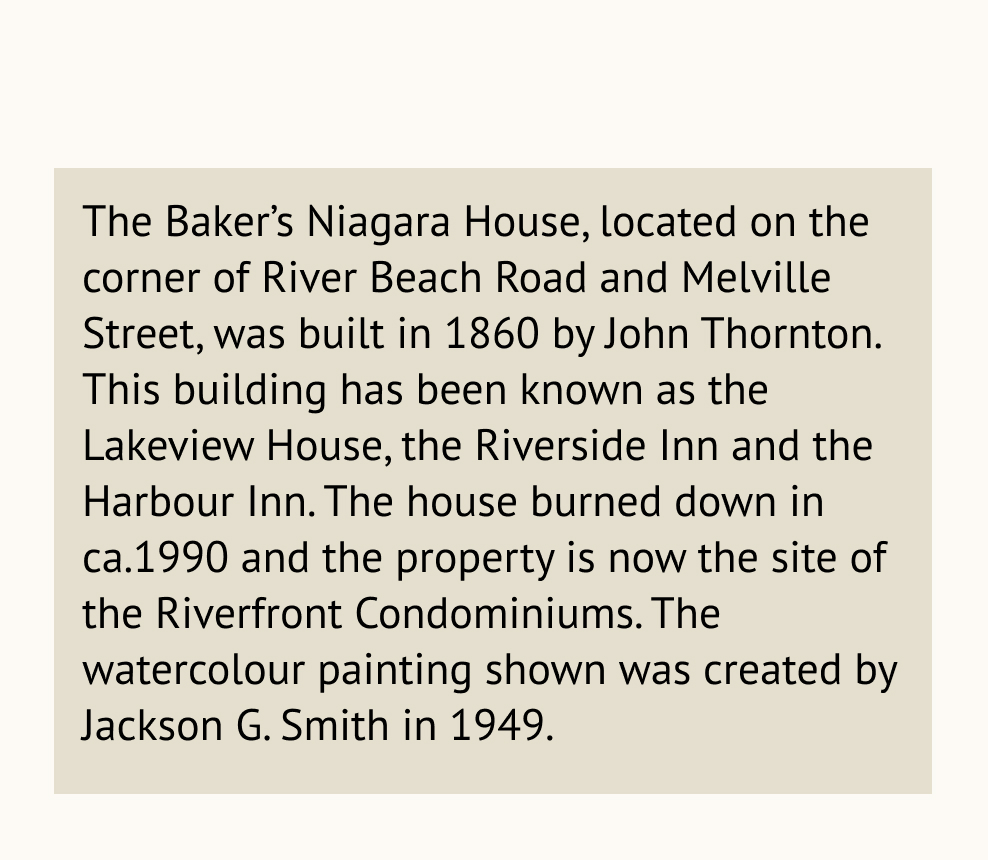 The Baker’s Niagara House, located on the
corner of River Beach Road and Melville
Street, was built in 1860 by John Thornton.
This building has been known as the
Lakeview House, the Riverside Inn and the
Harbour Inn. The house burned down in
ca.1990 and the property is now the site of
the Riverfront Condominiums. The
watercolour painting shown was created by
Jackson G. Smith in 1949.